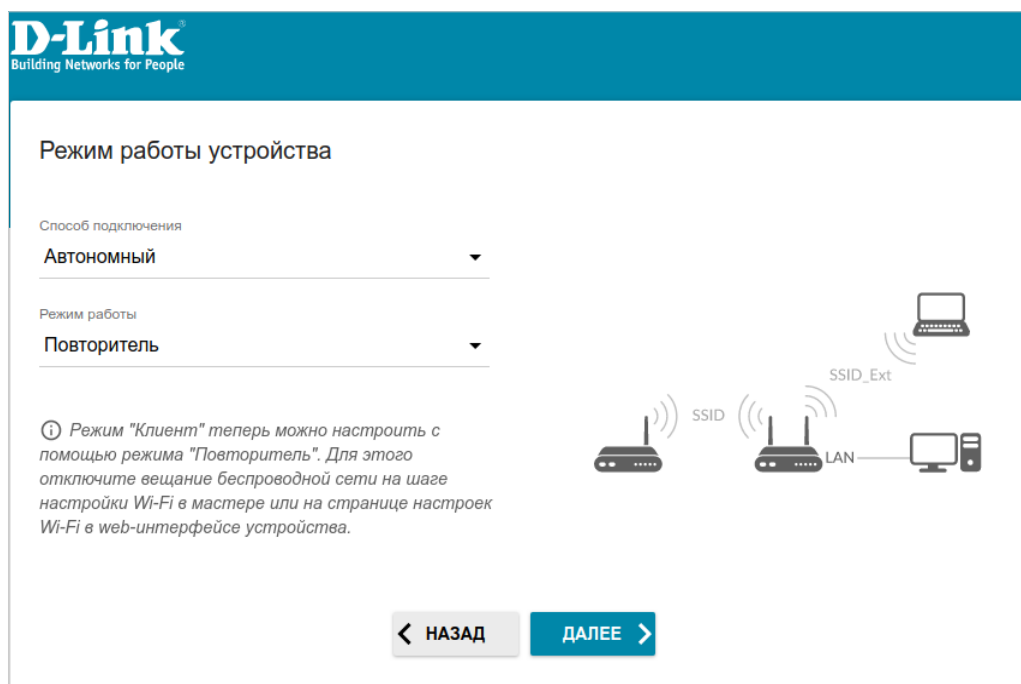 D-Link
Building Networks for People
Режим работы устройства
Способ подключения
Автономный
Режим работы
Повторитель
Режим "Клиент" теперь можно настроить с
помощью режима "Повторитель". Для этого
отключите вещание беспроводной сети на шаге
настройки Wi-Fi в мастере или на странице настроек
Wi-Fi в web-интерфейсе устройства.
SSID
SSID_Ext
LAN
НАЗАД
ДАЛЕЕ